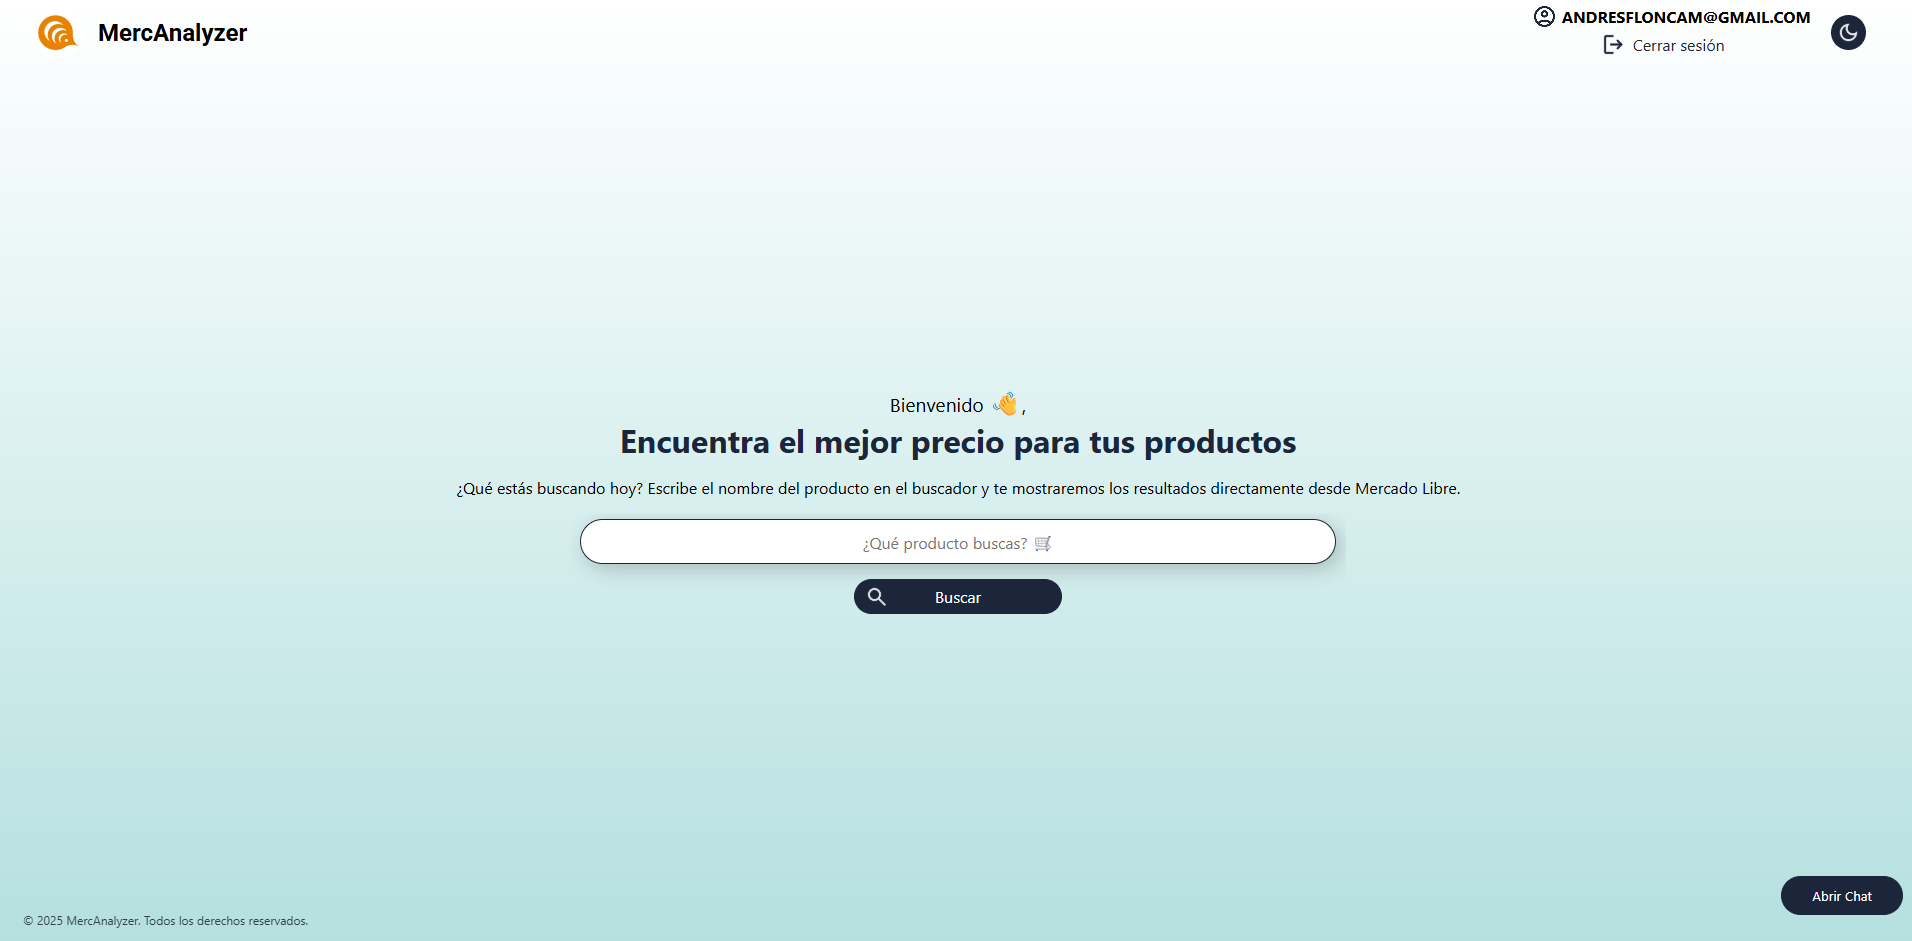 MercAnalyzer
ANDRESFLONCAM@GMAIL.COM
Cerrar sesión
Bienvenido 👋,
Encuentra el mejor precio para tus productos
¿Qué estás buscando hoy? Escribe el nombre del producto en el buscador y te mostraremos los resultados directamente desde Mercado Libre.
¿Qué producto buscas? 🛒
Buscar
Abrir Chat
© 2025 MercAnalyzer. Todos los derechos reservados.